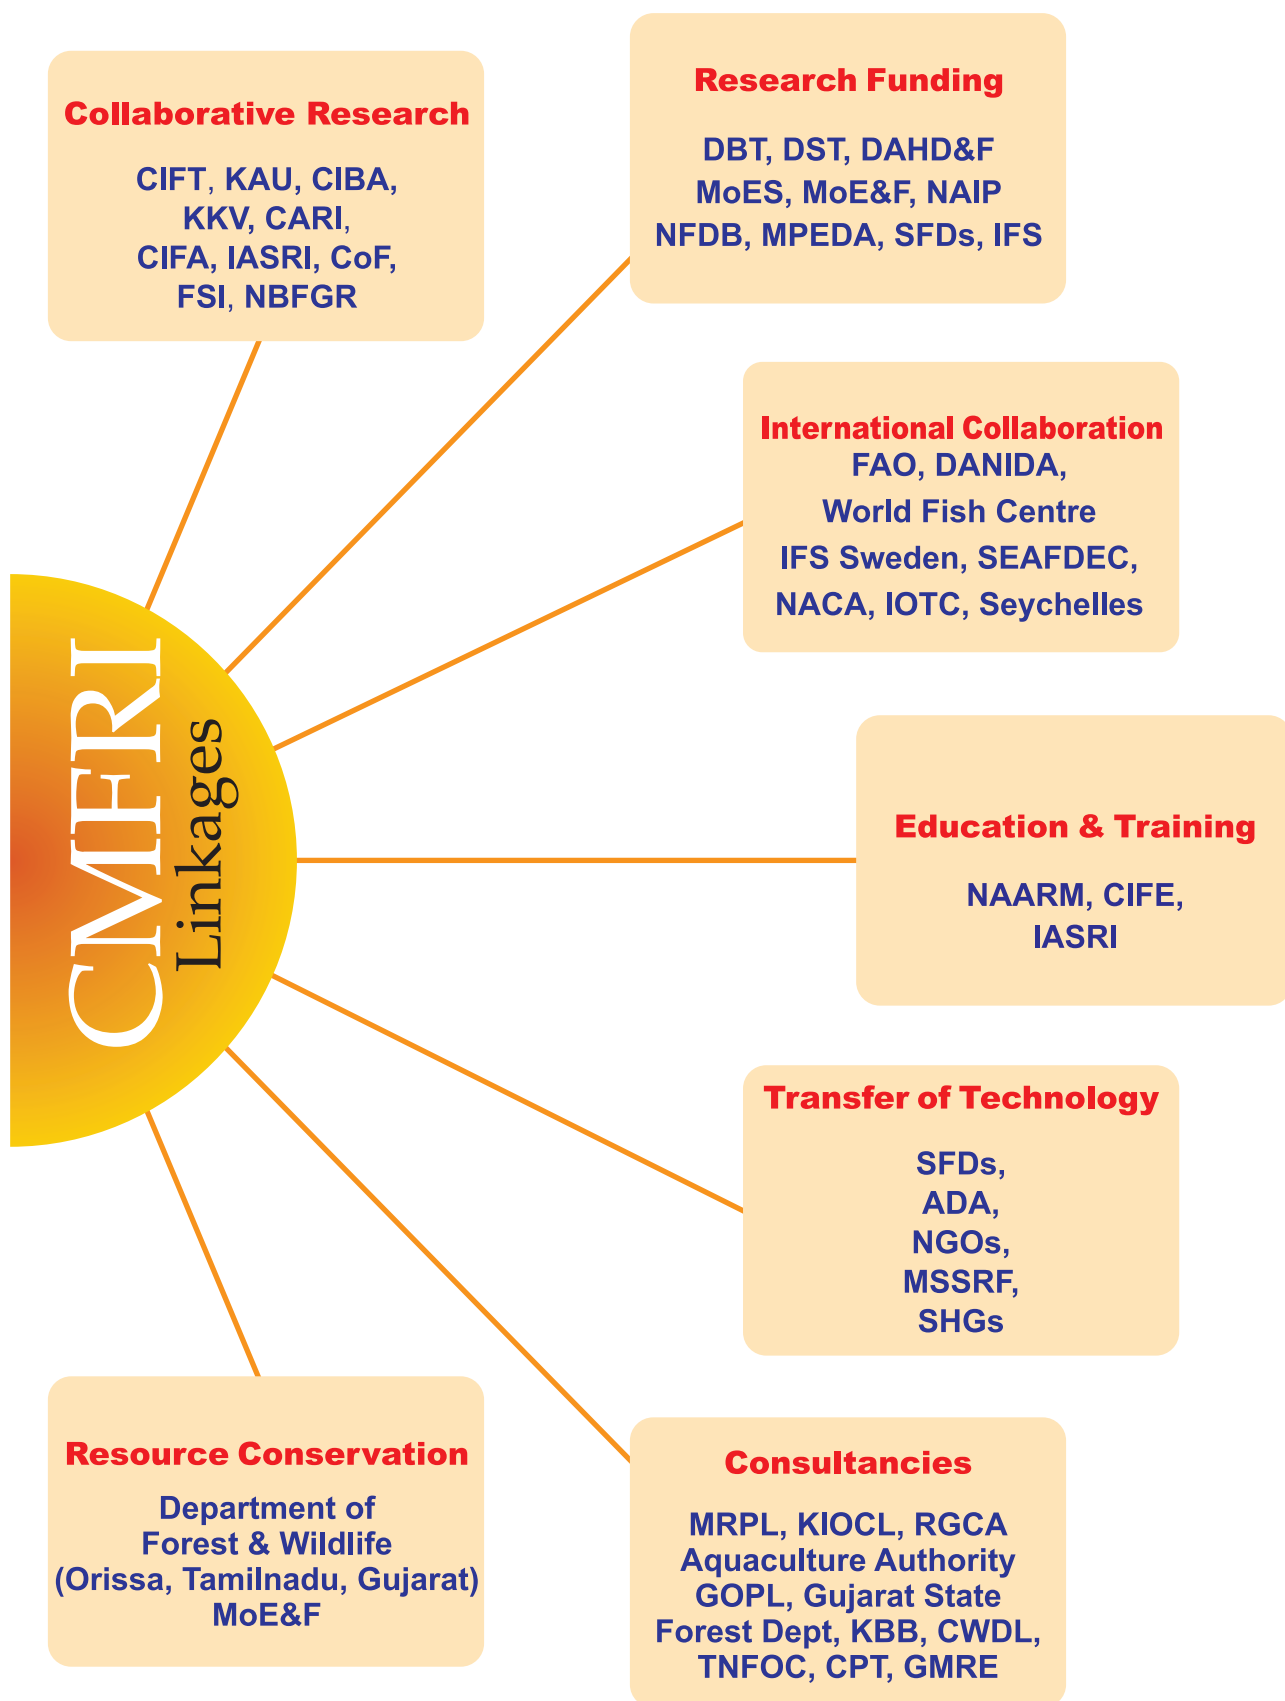 Collaborative Research
CIFT, KAU, CIBA,
KKV, CARI,
CIFA, IASRI, CoF,
FSI, NBFGR
Research Funding
DBT, DST, DAHD&F
MoES, MoE&F, NAIP
NFDB, MPEDA, SFDs, IFS
International Collaboration
FAO, DANIDA,
World Fish Centre
IFS Sweden, SEAFDEC,
NACA, IOTC, Seychelles
CMFRI
Linkages
Education & Training
NAARM, CIFE,
IASRI
Transfer of Technology
SFDs,
ADA,
NGOs,
MSSRF,
SHGs
Resource Conservation
Department of
Forest & Wildlife
(Orissa, Tamilnadu, Gujarat)
MoE&F
Consultancies
MRPL, KIOCL, RGCA
Aquaculture Authority
GOPL, Gujarat State
Forest Dept, KBB, CWDL,
TNFOC, CPT, GMRE